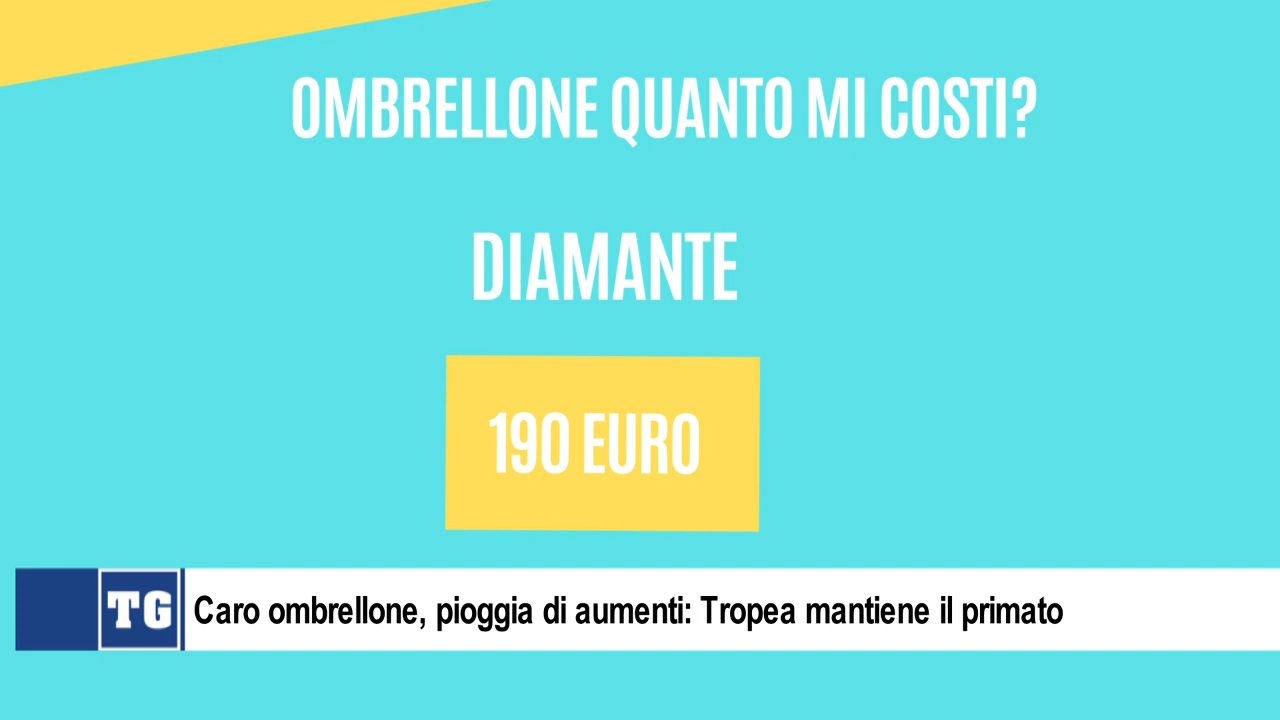 OMBRELLONE QUANTO MI COSTI?
DIAMANTE
190 EURO
TG Caro ombrellone, pioggia di aumenti: Tropea mantiene il primato